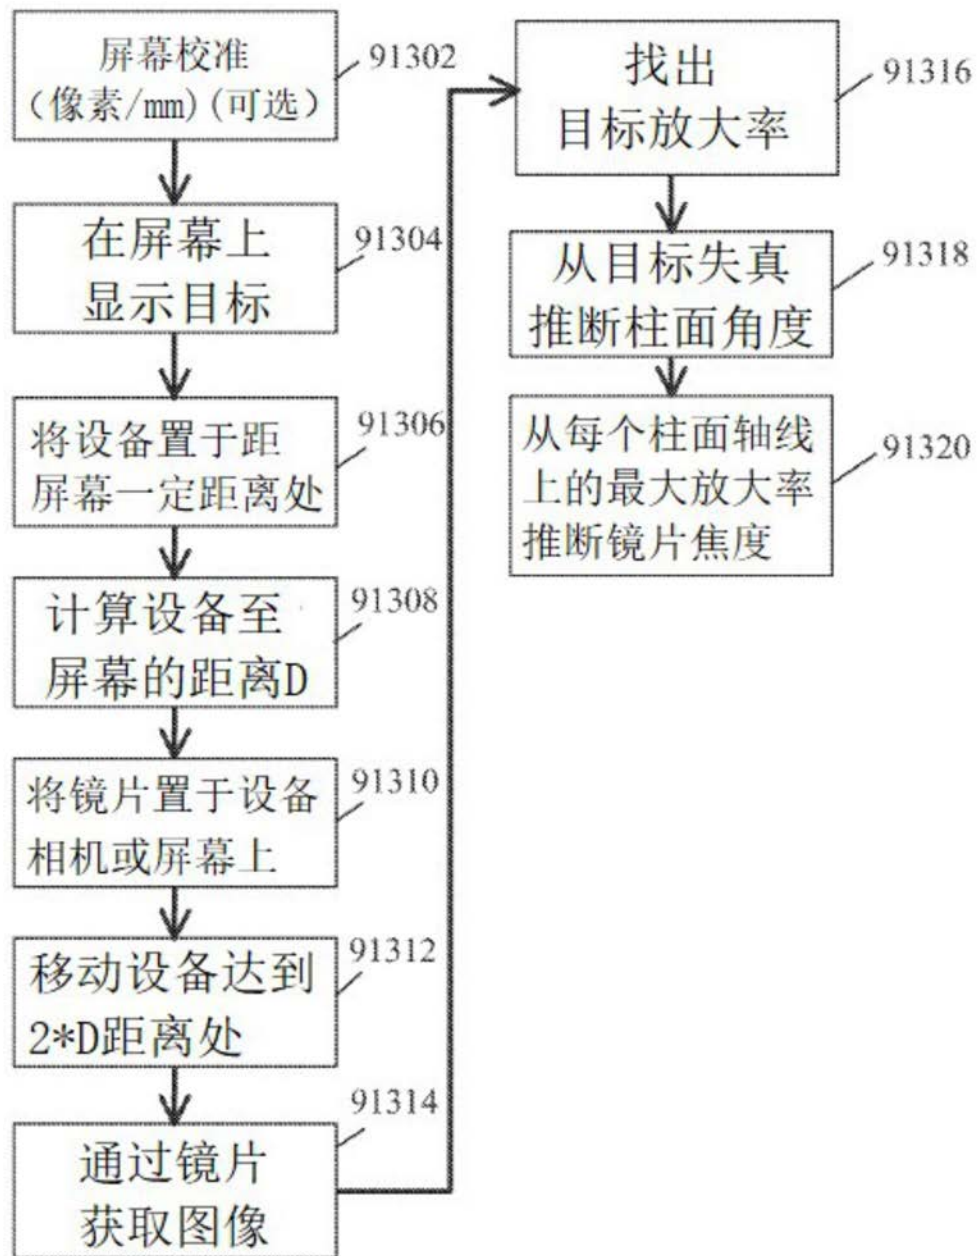 屏幕校准
（像素/mm)(可选）
91302
在屏幕上
显示目标
91304
将设备置于距
屏幕一定距离处
91306
计算设备至
屏幕的距离D
91308
将镜片置于设备
相机或屏幕上
91310
移动设备达到
2*D距离处
91312
通过镜片
获取图像
91314
找出
目标放大率
91316
从目标失真
推断柱面角度
91318
从每个柱面轴线
上的最大放大率
推断镜片焦度
91320